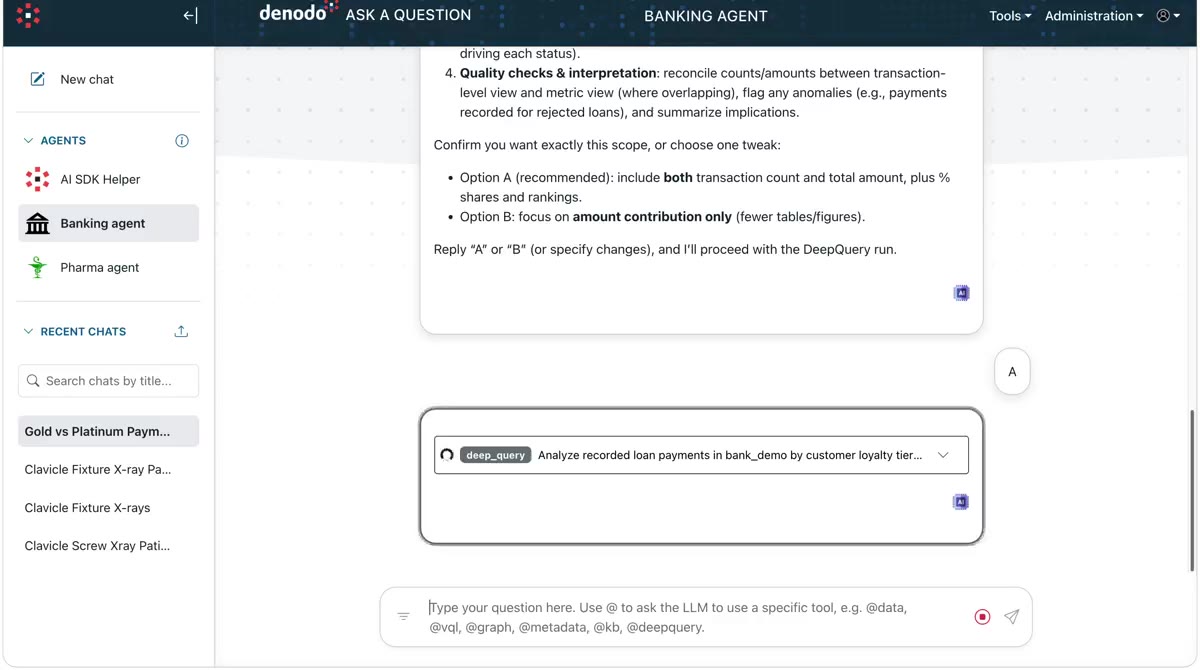 denodo ASK A QUESTION
BANKING AGENT
Tools
Administration
New chat
AGENTS
AI SDK Helper
Banking agent
Pharma agent
RECENT CHATS
Search chats by title...
Gold vs Platinum Paym...
Clavicle Fixture X-ray Pa...
Clavicle Fixture X-rays
Clavicle Screw Xray Pati...
driving each status).
4. Quality checks & interpretation: reconcile counts/amounts between transaction-
level view and metric view (where overlapping), flag any anomalies (e.g., payments
recorded for rejected loans), and summarize implications.
Confirm you want exactly this scope, or choose one tweak:
• Option A (recommended): include both transaction count and total amount, plus %
shares and rankings.
• Option B: focus on amount contribution only (fewer tables/figures).
Reply “A” or “B” (or specify changes), and I’ll proceed with the DeepQuery run.
AI
A
deep_query Analyze recorded loan payments in bank_demo by customer loyalty tier...
AI
Type your question here. Use @ to ask the LLM to use a specific tool, e.g. @data,
@vql, @graph, @metadata, @kb, @deepquery.